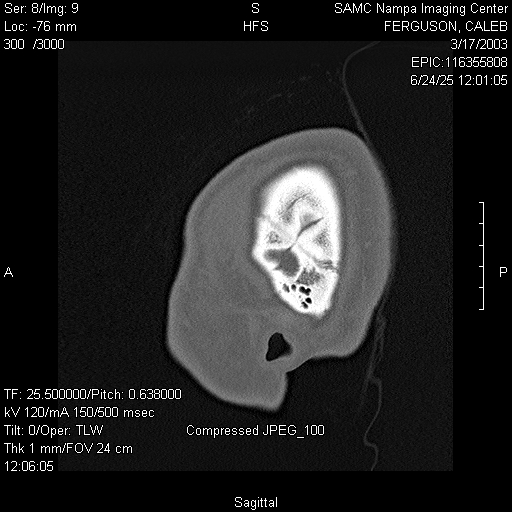 Ser: 8/Img: 9
Loc: -76 mm
300 /3000
S
HFS
SAMC Nampa Imaging Center
FERGUSON, CALEB
3/17/2003
EPIC:116355808
6/24/25 12:01:05
A
P
TF: 25.500000/Pitch: 0.638000
kV 120/mA 150/500 msec
Tilt: 0/Oper: TLW
Thk 1 mm/FOV 24 cm
12:06:05
Compressed JPEG_100
Sagittal